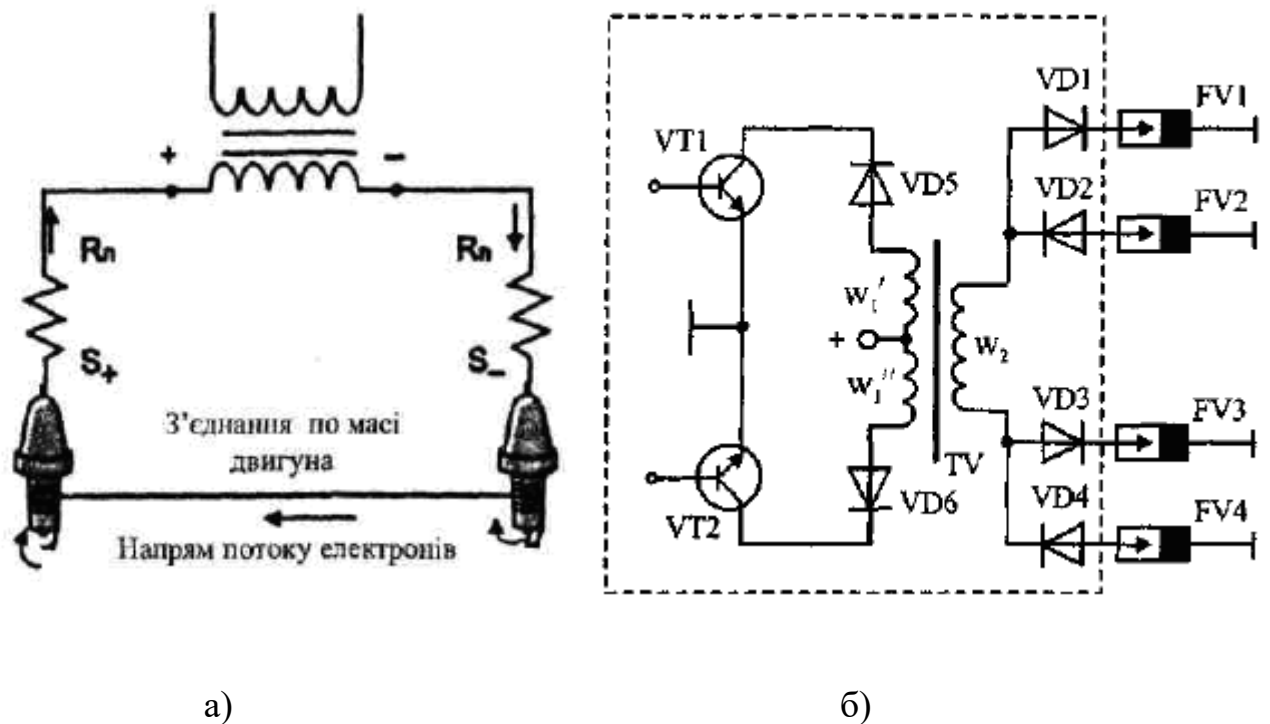 +
−
Rп
Rп
S+
S−
З’єднання по масі
двигуна
Напрям потоку електронів
а)
VD1
FV1
VT1
VD5
VD2
FV2
w1′
+
w1′′
w2
VD3
FV3
TV
VT2
VD6
VD4
FV4
б)